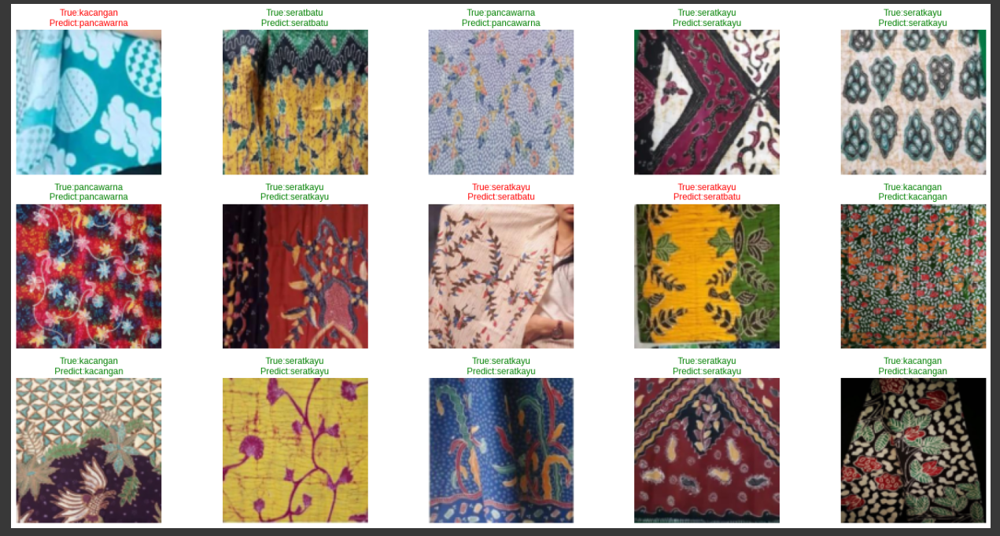 True:kacangan
Predict:pancawarna
True:seratbatu
Predict:seratbatu
True:pancawarna
Predict:pancawarna
True:seratkayu
Predict:seratkayu
True:seratkayu
Predict:seratkayu
True:pancawarna
Predict:pancawarna
True:seratkayu
Predict:seratkayu
True:seratkayu
Predict:seratbatu
True:seratkayu
Predict:seratbatu
True:kacangan
Predict:kacangan
True:kacangan
Predict:kacangan
True:seratkayu
Predict:seratkayu
True:seratkayu
Predict:seratkayu
True:seratkayu
Predict:seratkayu
True:kacangan
Predict:kacangan